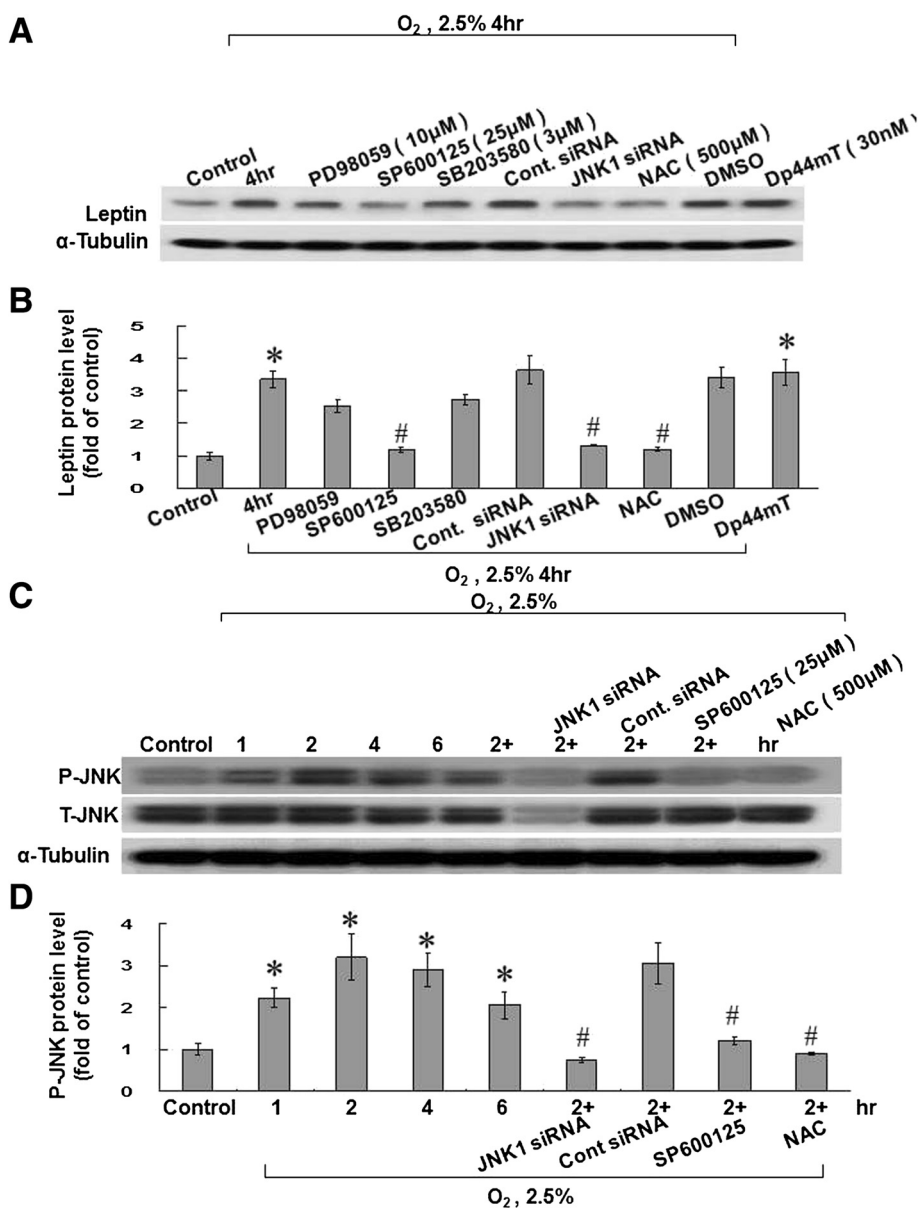 A
O2 , 2.5% 4hr
Control
4hr
PD98059 ( 10μM )
SP600125 ( 25μM )
SB203580 ( 3μM )
Cont. siRNA
JNK1 siRNA
NAC ( 500μM )
DMSO
Dp44mT ( 30nM )
Leptin
α-Tubulin
B
Leptin protein level
(fold of control)
5
4
3
2
1
0
*
#
#
#
*
Control
4hr
PD98059
SP600125
SB203580
Cont. siRNA
JNK1 siRNA
NAC
DMSO
Dp44mT
O2 , 2.5% 4hr
C
O2 , 2.5%
JNK1 siRNA
Cont. siRNA
SP600125 ( 25μM )
NAC ( 500μM )
Control 1 2 4 6 2+ 2+ 2+ 2+ hr
P-JNK
T-JNK
α-Tubulin
D
P-JNK protein level
(fold of control)
4
3
2
1
0
*
*
*
*
#
#
#
Control 1 2 4 6 2+ 2+ 2+ 2+ hr
JNK1 siRNA
Cont siRNA
SP600125
NAC
O2 , 2.5%